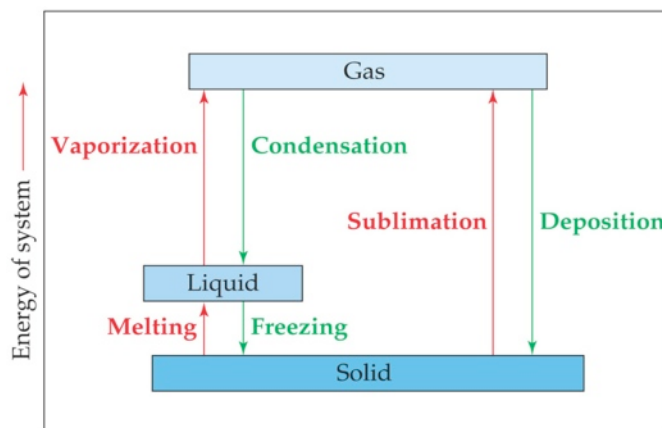 Gas
Vaporization
Condensation
Sublimation
Deposition
Energy of system
Liquid
Melting
Freezing
Solid